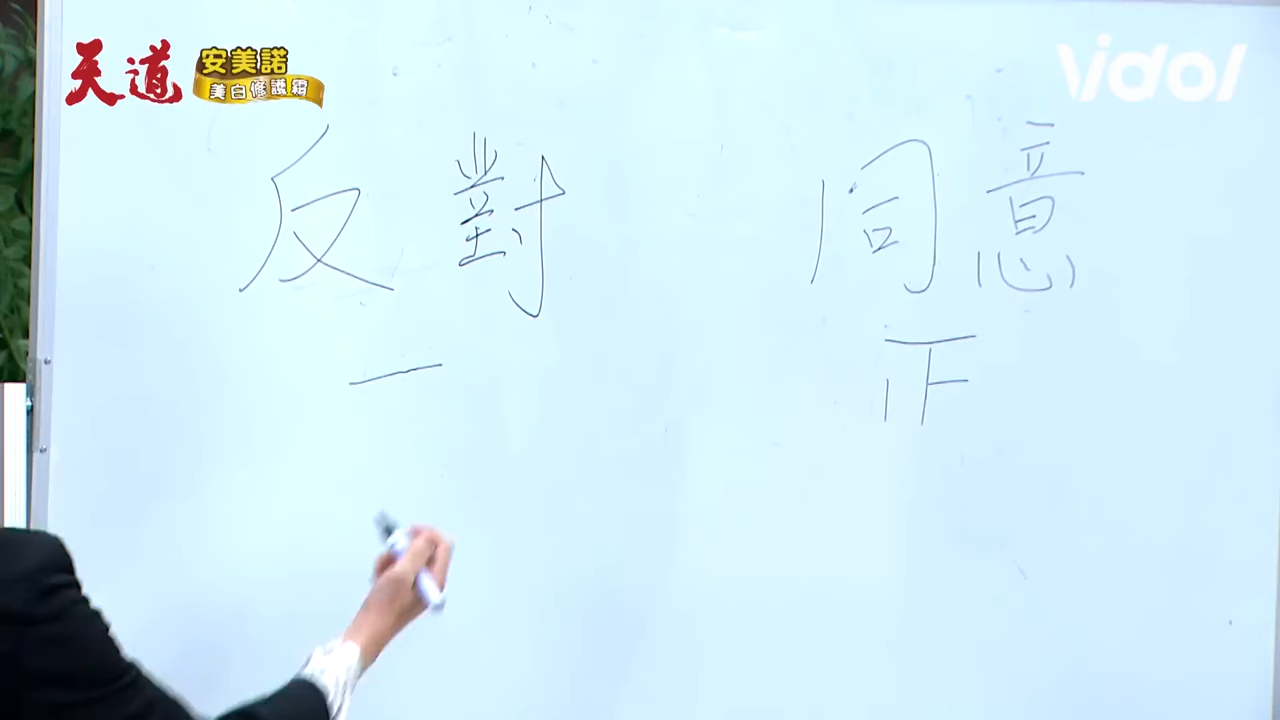 天道
安美諾
美白修護霜
vidol
反對 同意
一 正